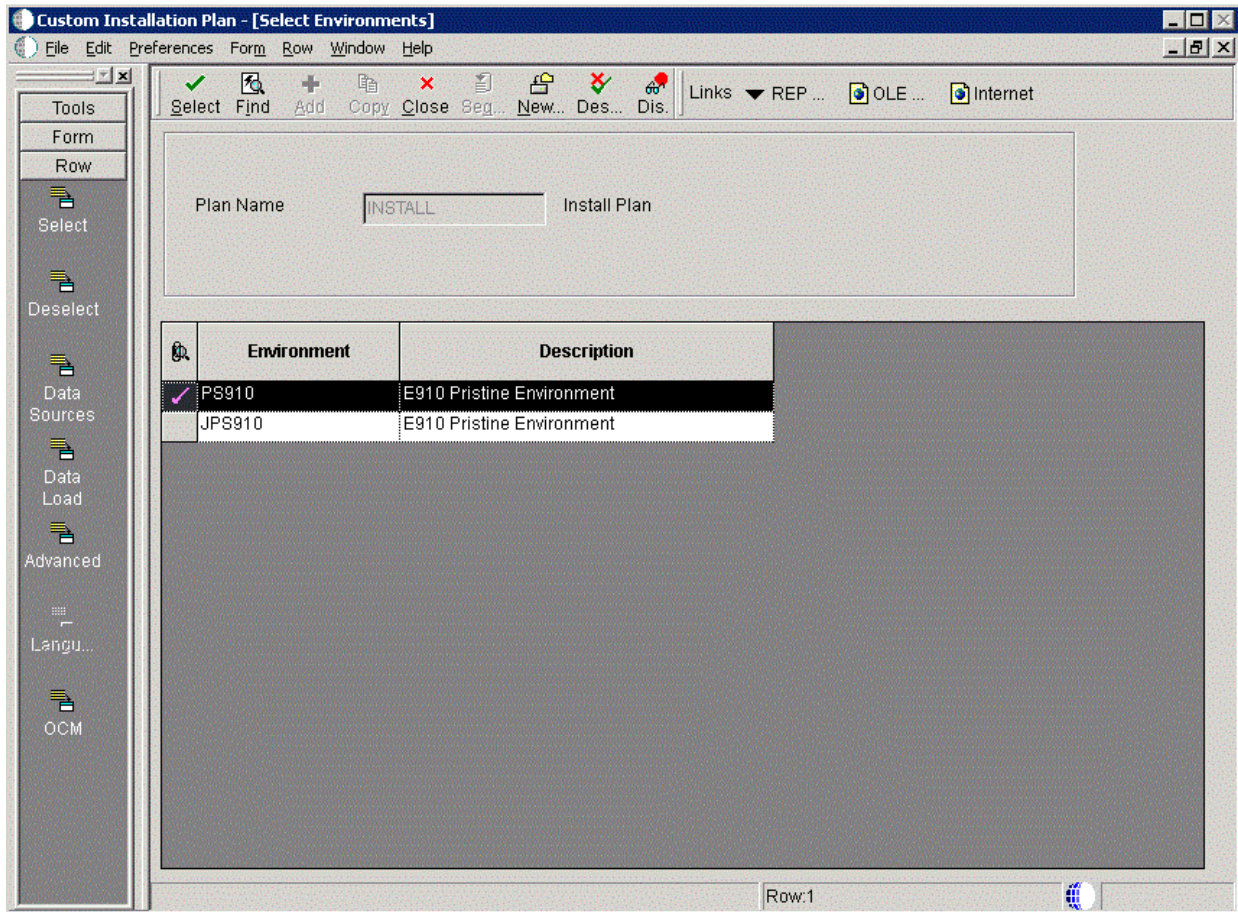 Custom Installation Plan - [Select Environments]
File Edit Preferences Form Row Window Help
Tools
Form
Row
Select
Deselect
Data
Sources
Data
Load
Advanced
Langu...
OCM
Select Find Add Copy Close Seq... New... Des... Dis. Links REP ... OLE ... Internet
Plan Name INSTALL Install Plan
Environment Description
PS910 E910 Pristine Environment
JPS910 E910 Pristine Environment
Row:1